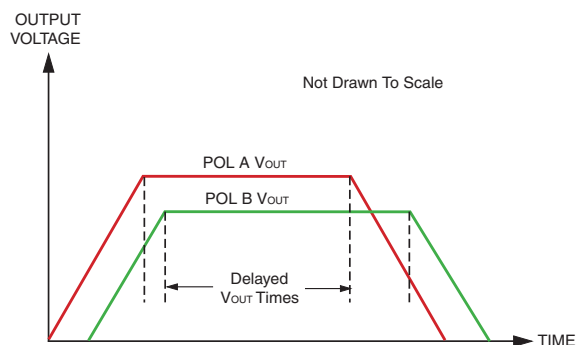 OUTPUT
VOLTAGE
Not Drawn To Scale
POL A VOUT
POL B VOUT
Delayed
VOUT Times
TIME